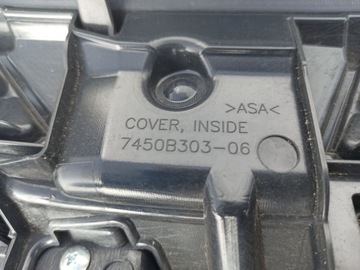 >ASA<
COVER, INSIDE
7450B303-06